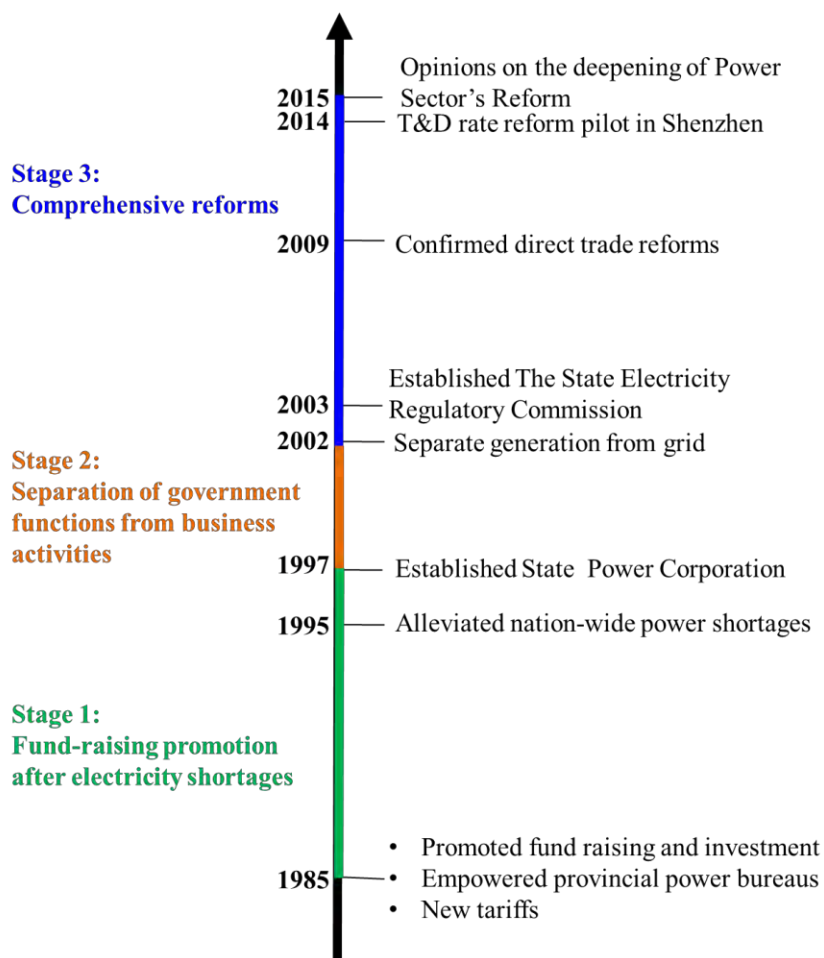 Opinions on the deepening of Power
2015 Sector's Reform
2014 T&D rate reform pilot in Shenzhen
Stage 3:
Comprehensive reforms
2009 Confirmed direct trade reforms
Established The State Electricity
2003 Regulatory Commission
2002 Separate generation from grid
Stage 2:
Separation of government
functions from business
activities
1997 Established State Power Corporation
1995 Alleviated nation-wide power shortages
Stage 1:
Fund-raising promotion
after electricity shortages
• Promoted fund raising and investment
1985 • Empowered provincial power bureaus
• New tariffs